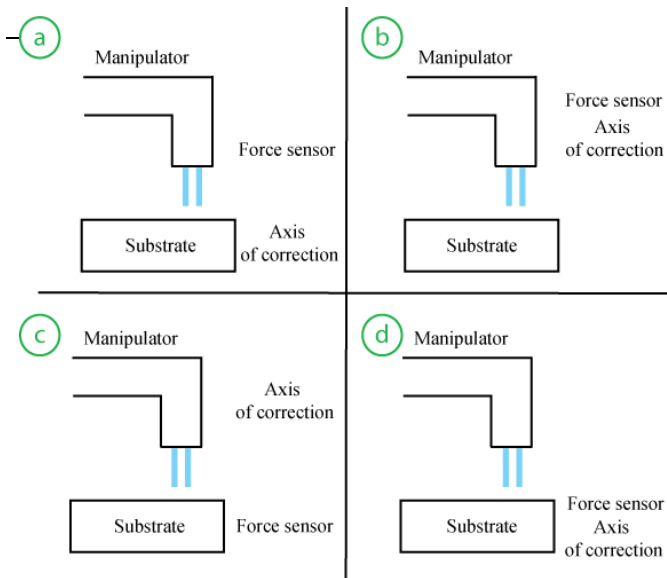 a
Manipulator
Force sensor
Axis
of correction
Substrate
b
Manipulator
Force sensor
Axis
of correction
Substrate
c
Manipulator
Axis
of correction
Substrate
Force sensor
d
Manipulator
Substrate
Force sensor
Axis
of correction